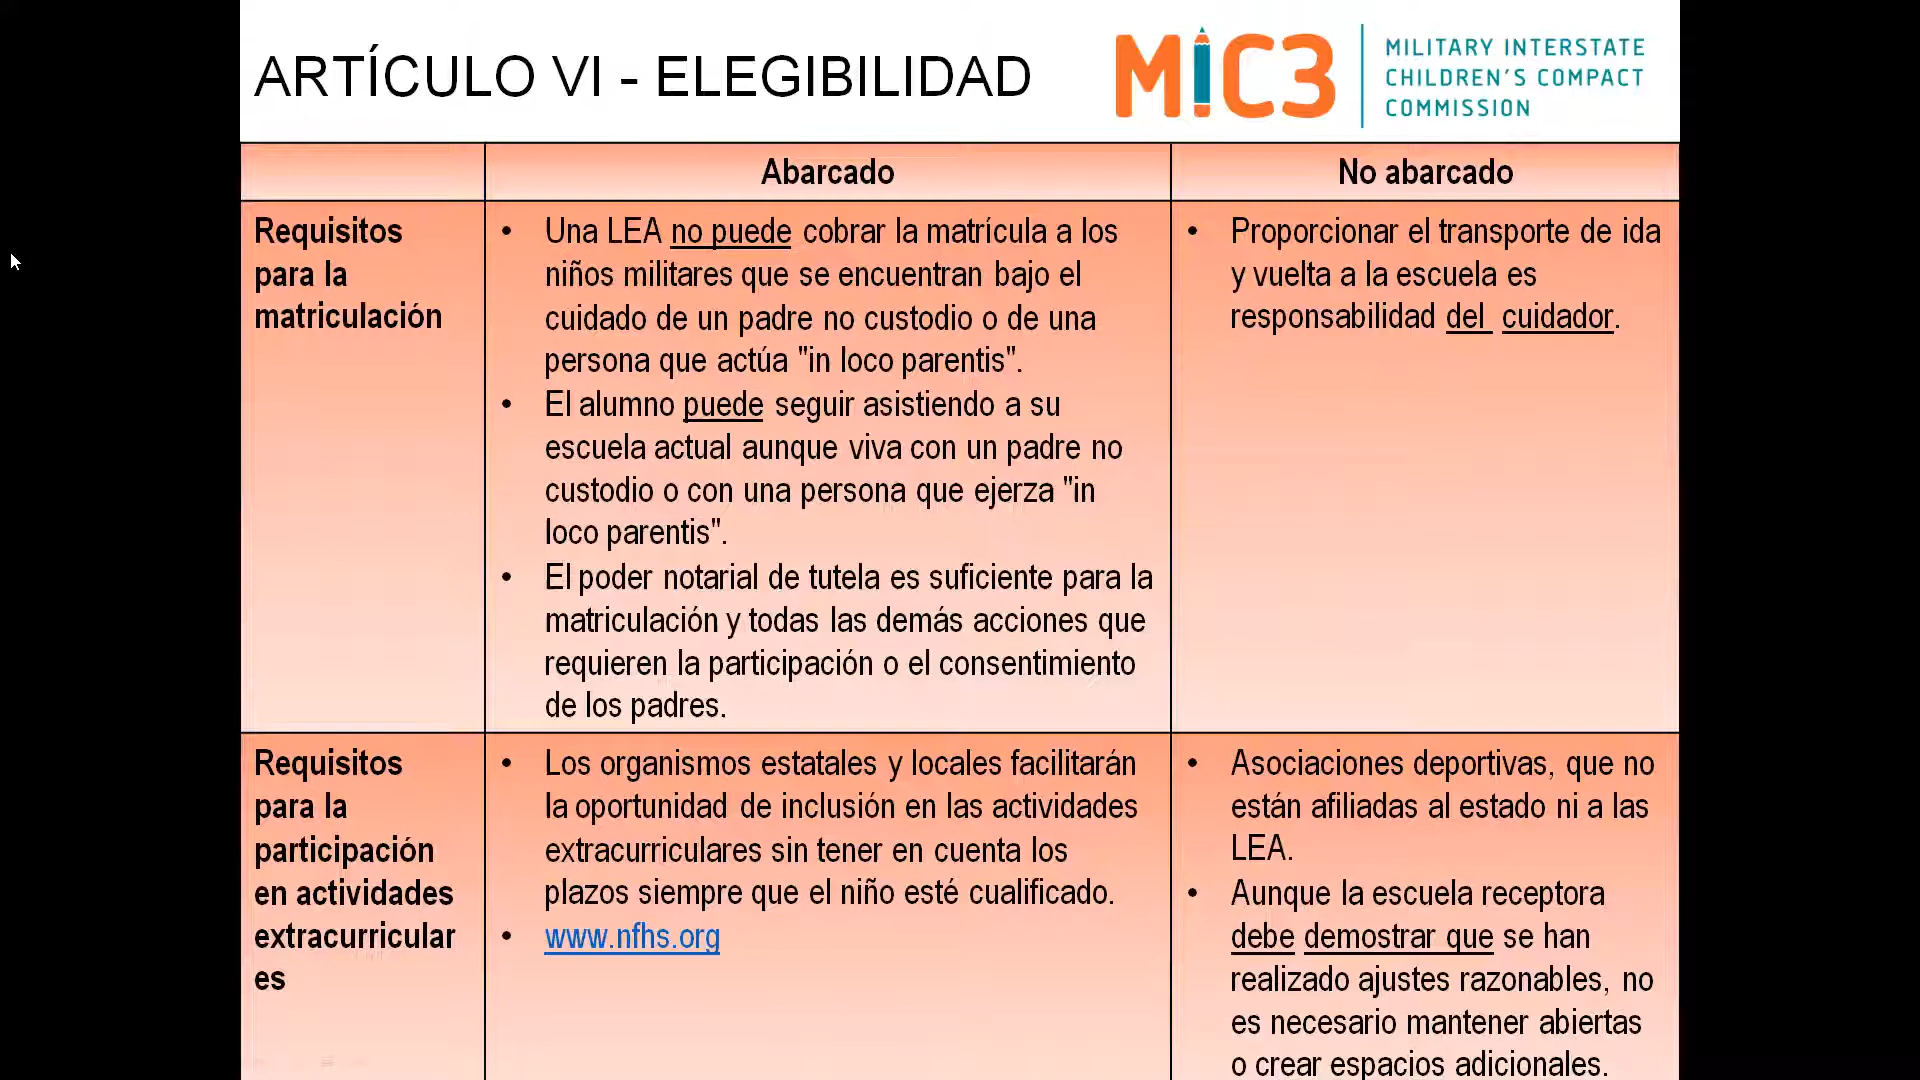 ARTÍCULO VI - ELEGIBILIDAD
MiC3
MILITARY INTERSTATE
CHILDREN'S COMPACT
COMMISSION
Abarcado
No abarcado
Requisitos
para la
matriculación
• Una LEA no puede cobrar la matrícula a los
niños militares que se encuentran bajo el
cuidado de un padre no custodio o de una
persona que actúa "in loco parentis".
• El alumno puede seguir asistiendo a su
escuela actual aunque viva con un padre no
custodio o con una persona que ejerza "in
loco parentis".
• El poder notarial de tutela es suficiente para la
matriculación y todas las demás acciones que
requieren la participación o el consentimiento
de los padres.
• Proporcionar el transporte de ida
y vuelta a la escuela es
responsabilidad del cuidador.
Requisitos
para la
participación
en actividades
extracurricular
es
• Los organismos estatales y locales facilitarán
la oportunidad de inclusión en las actividades
extracurriculares sin tener en cuenta los
plazos siempre que el niño esté cualificado.
• www.nfhs.org
• Asociaciones deportivas, que no
están afiliadas al estado ni a las
LEA.
• Aunque la escuela receptora
debe demostrar que se han
realizado ajustes razonables, no
es necesario mantener abiertas
o crear espacios adicionales.